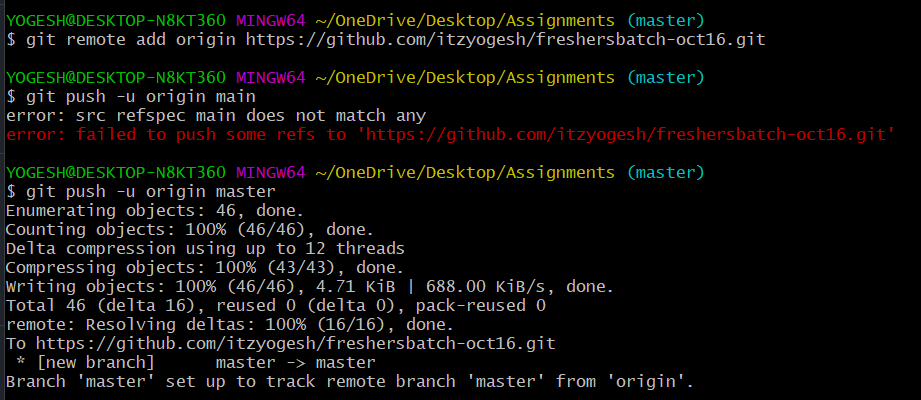 YOGESH@DESKTOP-N8KT36O MINGW64 ~/OneDrive/Desktop/Assignments (master)
$ git remote add origin https://github.com/itzyogesh/freshersbatch-oct16.git
YOGESH@DESKTOP-N8KT36O MINGW64 ~/OneDrive/Desktop/Assignments (master)
$ git push -u origin main
error: src refspec main does not match any
error: failed to push some refs to 'https://github.com/itzyogesh/freshersbatch-oct16.git'
YOGESH@DESKTOP-N8KT36O MINGW64 ~/OneDrive/Desktop/Assignments (master)
$ git push -u origin master
Enumerating objects: 46, done.
Counting objects: 100% (46/46), done.
Delta compression using up to 12 threads
Compressing objects: 100% (43/43), done.
Writing objects: 100% (46/46), 4.71 KiB | 688.00 KiB/s, done.
Total 46 (delta 16), reused 0 (delta 0), pack-reused 0
remote: Resolving deltas: 100% (16/16), done.
To https://github.com/itzyogesh/freshersbatch-oct16.git
 * [new branch]      master -> master
Branch 'master' set up to track remote branch 'master' from 'origin'.